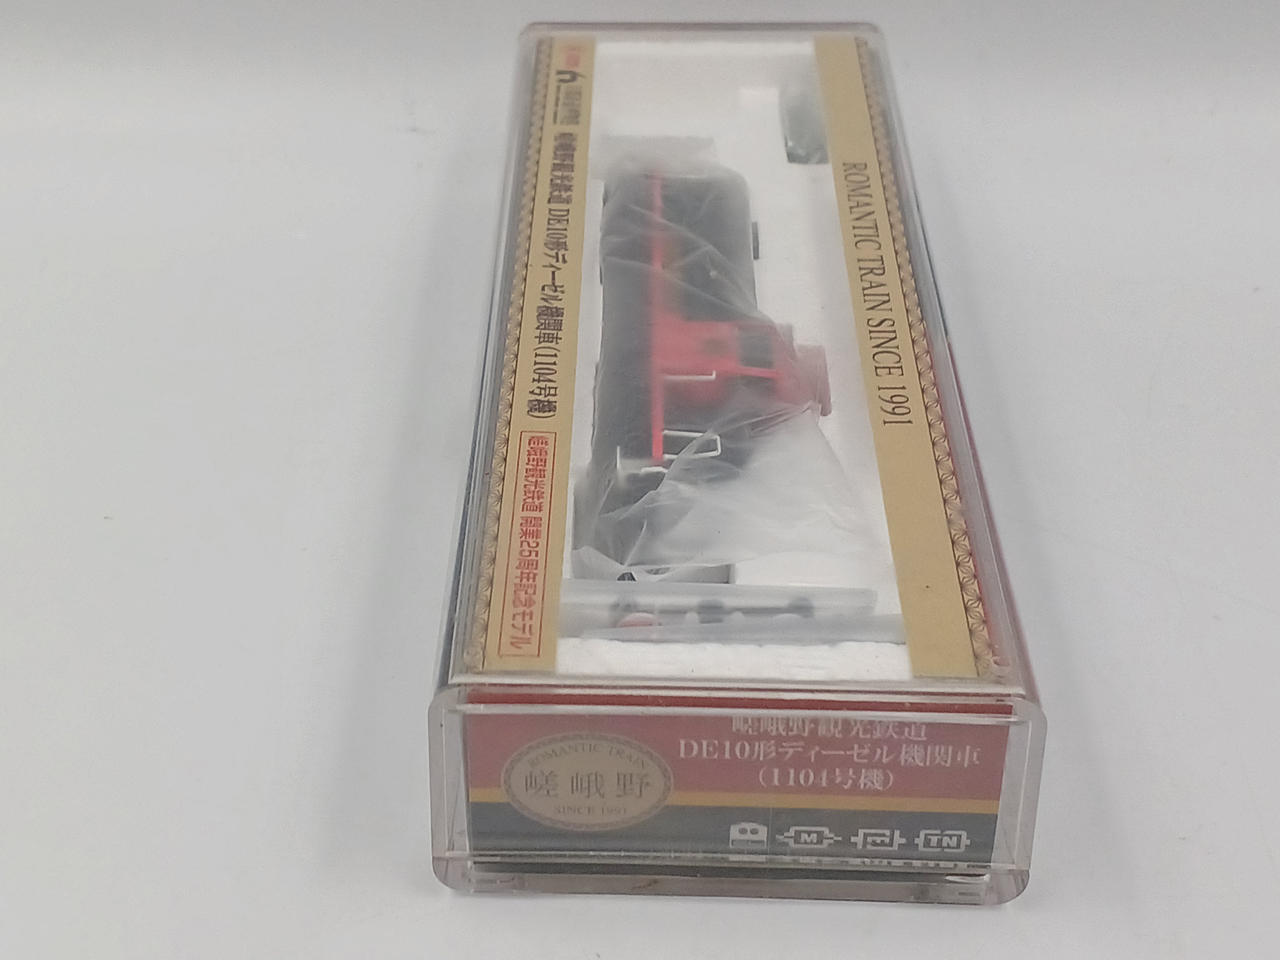 嵯峨野観光鉄道 DE10形ディーゼル機関車(1104号機)
嵯峨野観光鉄道 開業25周年記念モデル
ROMANTIC TRAIN SINCE 1991
嵯峨野観光鉄道
DE10形ディーゼル機関車
(1104号機)
ROMANTIC TRAIN
嵯峨野
SINCE 1991
B
M
E
TN